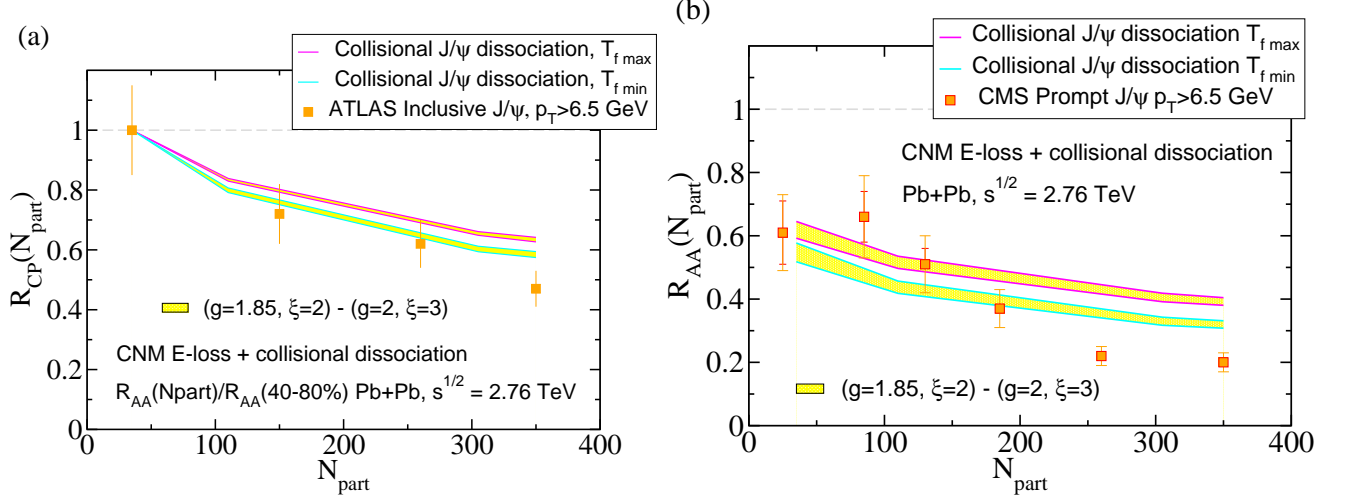 (a)
Collisional J/ψ dissociation, T_f max
Collisional J/ψ dissociation, T_f min
ATLAS Inclusive J/ψ, p_T>6.5 GeV
1
0.8
0.6
0.4
0.2
0
R_CP(N_part)
(g=1.85, ξ=2) - (g=2, ξ=3)
CNM E-loss + collisional dissociation
R_AA(Npart)/R_AA(40-80%) Pb+Pb, s^1/2 = 2.76 TeV
0 100 200 300 400
N_part
(b)
Collisional J/ψ dissociation T_f max
Collisional J/ψ dissociation T_f min
CMS Prompt J/ψ p_T>6.5 GeV
1
0.8
0.6
0.4
0.2
0
R_AA(N_part)
CNM E-loss + collisional dissociation
Pb+Pb, s^1/2 = 2.76 TeV
(g=1.85, ξ=2) - (g=2, ξ=3)
0 100 200 300 400
N_part